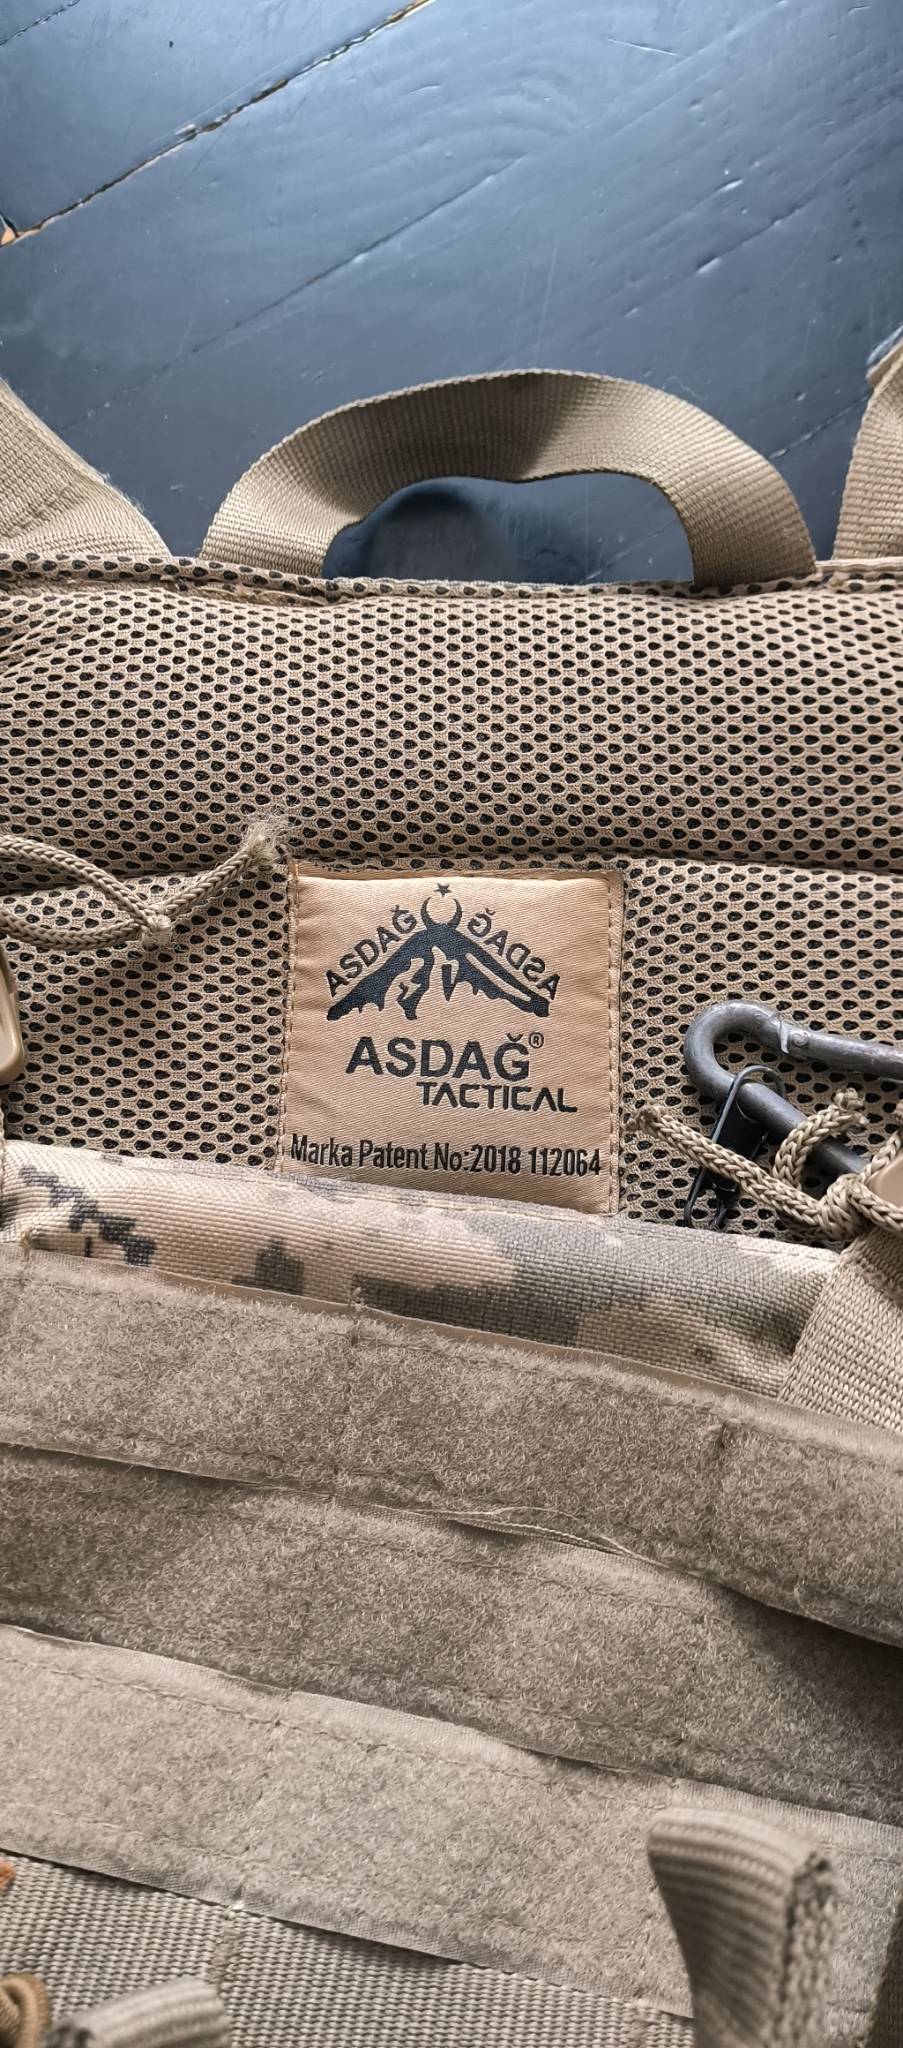 ASDAĞ ASDAĞ
ASDAĞ®
TACTICAL
Marka Patent No:2018 112064